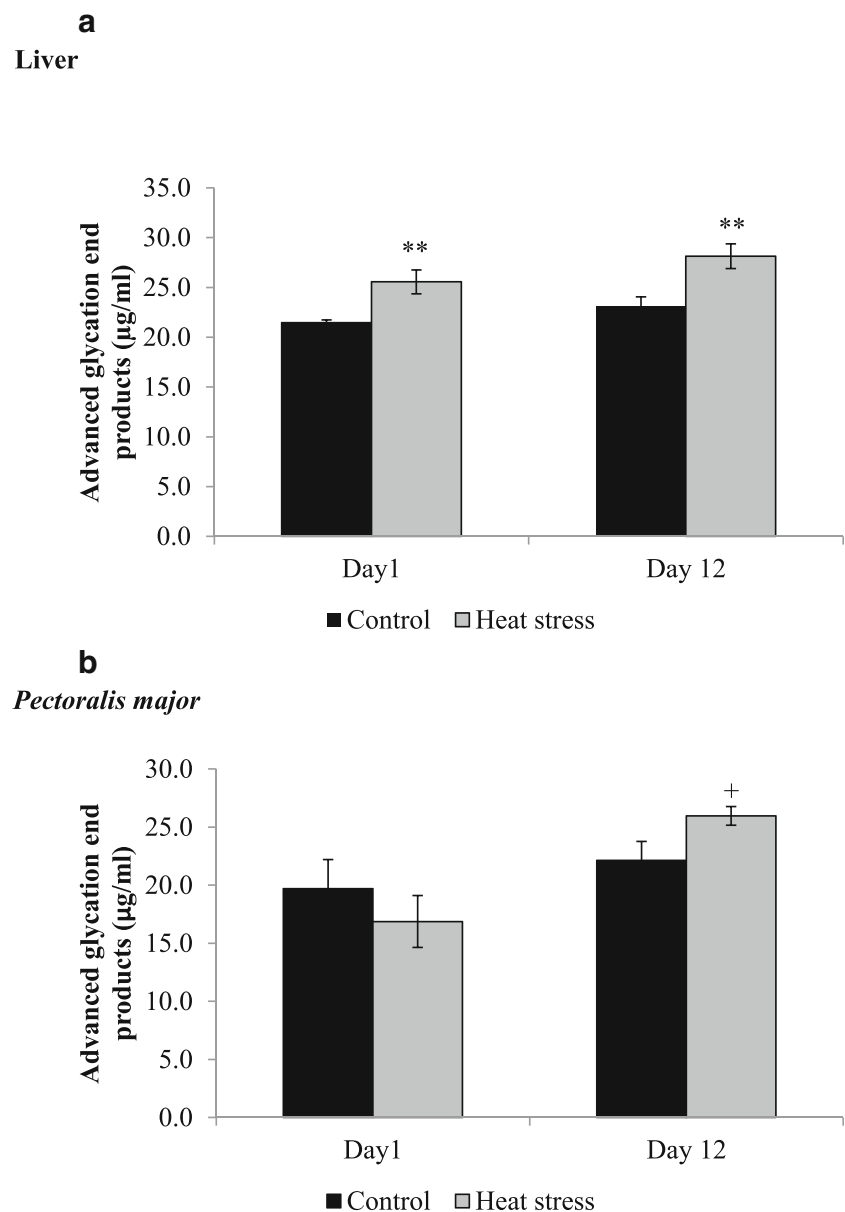 a
Liver
Advanced glycation end
products (µg/ml)
35.0
30.0
25.0
20.0
15.0
10.0
5.0
0.0
**
**
Day1
Day 12
Control
Heat stress
b
Pectoralis major
Advanced glycation end
products (µg/ml)
30.0
25.0
20.0
15.0
10.0
5.0
0.0
+
Day1
Day 12
Control
Heat stress